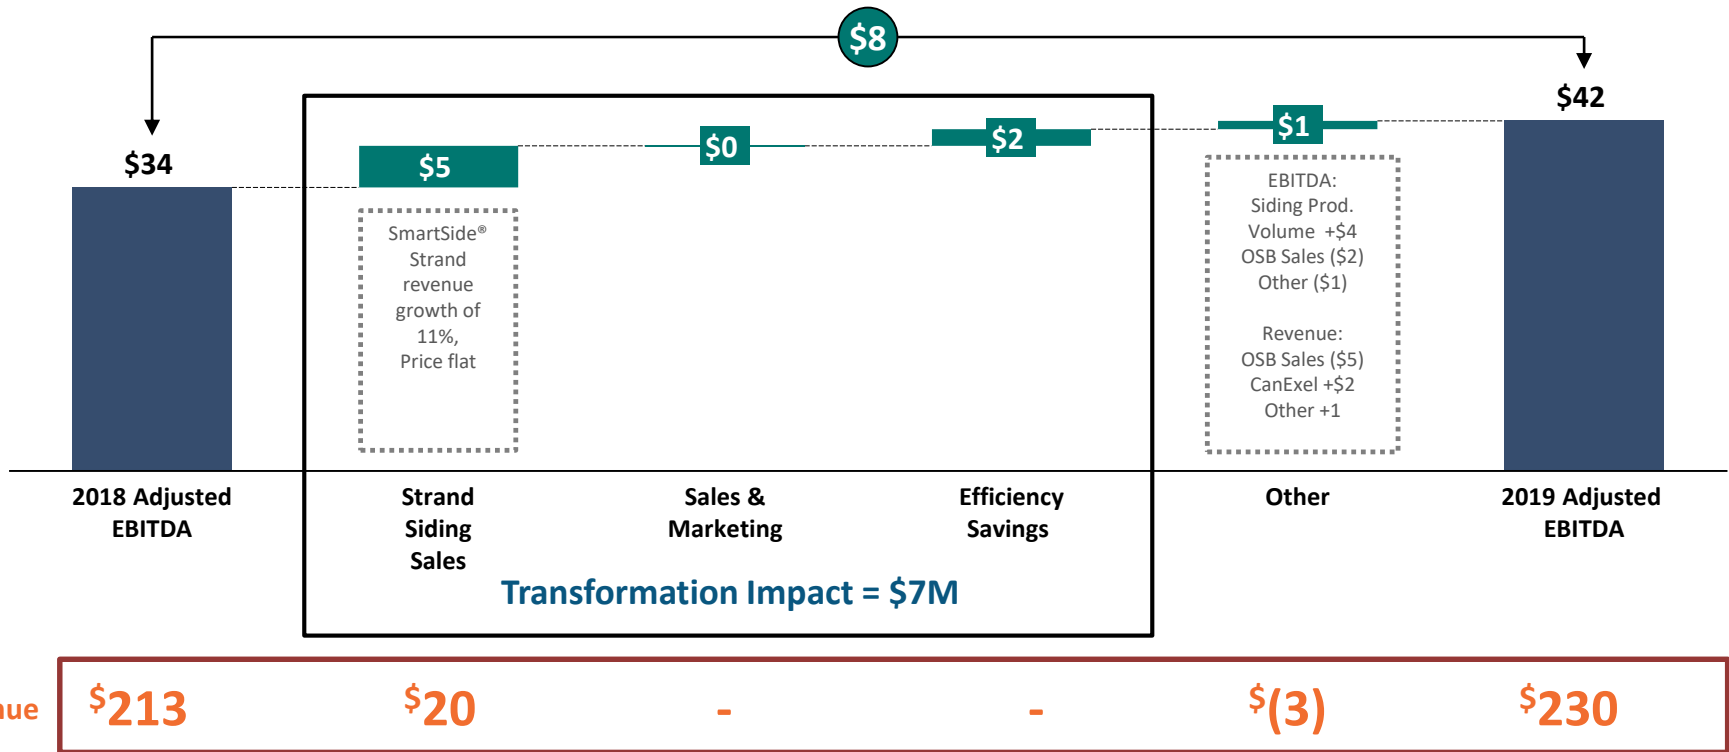 $8
$34
$5
$0
$2
$1
$42
SmartSide®
Strand
revenue
growth of
11%,
Price flat
EBITDA:
Siding Prod.
Volume +$4
OSB Sales ($2)
Other ($1)
Revenue:
OSB Sales ($5)
CanExel +$2
Other +1
2018 Adjusted
EBITDA
Strand
Siding
Sales
Sales &
Marketing
Efficiency
Savings
Other
2019 Adjusted
EBITDA
Transformation Impact = $7M
nue $213 $20 - - $(3) $230